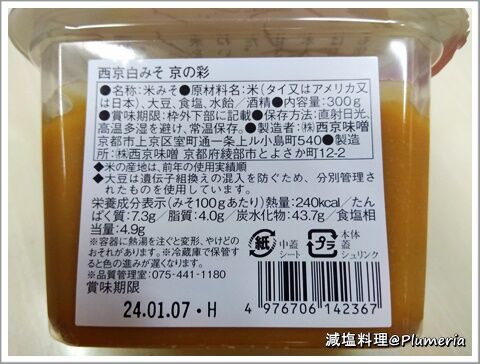 西京白みそ 京の彩
●名称:米みそ●原材料名:米(タイ又はアメリカ又
は日本)、大豆、食塩、水飴／酒精●内容量:300g
●賞味期限:枠外下部に記載●保存方法:直射日光、
高温多湿を避け、常温保存。●製造者:㈱西京味噌
京都市上京区室町通一条上ル小島町540●製造
所:㈱西京味噌 京都府綾部市とよさか町12-2
◆米の産地は、前年の使用実績順
◆大豆は遺伝子組換えの混入を防ぐため、分別管理さ
れたものを使用しています。
栄養成分表示(みそ100gあたり)熱量:240kcal/たん
ぱく質:7.3g/脂質:4.0g/炭水化物:43.7g/食塩相
当量:4.9g
※容器に熱湯を注ぐと変形、やけどの
おそれがあります。※冷蔵庫で保管す
ると色の進みが遅くなります。
※品質管理室:075-441-1180
賞味期限
24.01.07・H
紙
中蓋
シート
プラ
本体
蓋
シュリンク
4 976706 142367
減塩料理@Plumeria